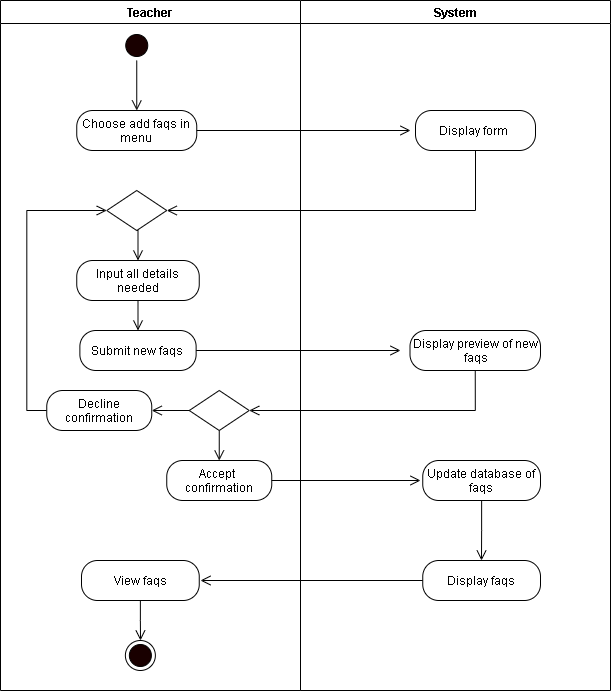 Teacher
System
Choose add faqs in
menu
Display form
Input all details
needed
Submit new faqs
Display preview of new
faqs
Decline
confirmation
Accept
confirmation
Update database of
faqs
View faqs
Display faqs